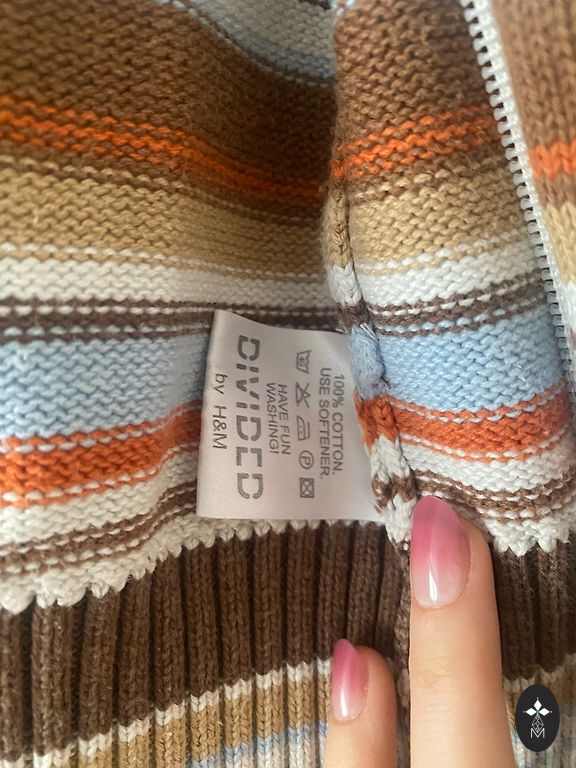 100% COTTON.
USE SOFTENER
HAVE FUN
WASHING!
DIVIDED
by H&M
M